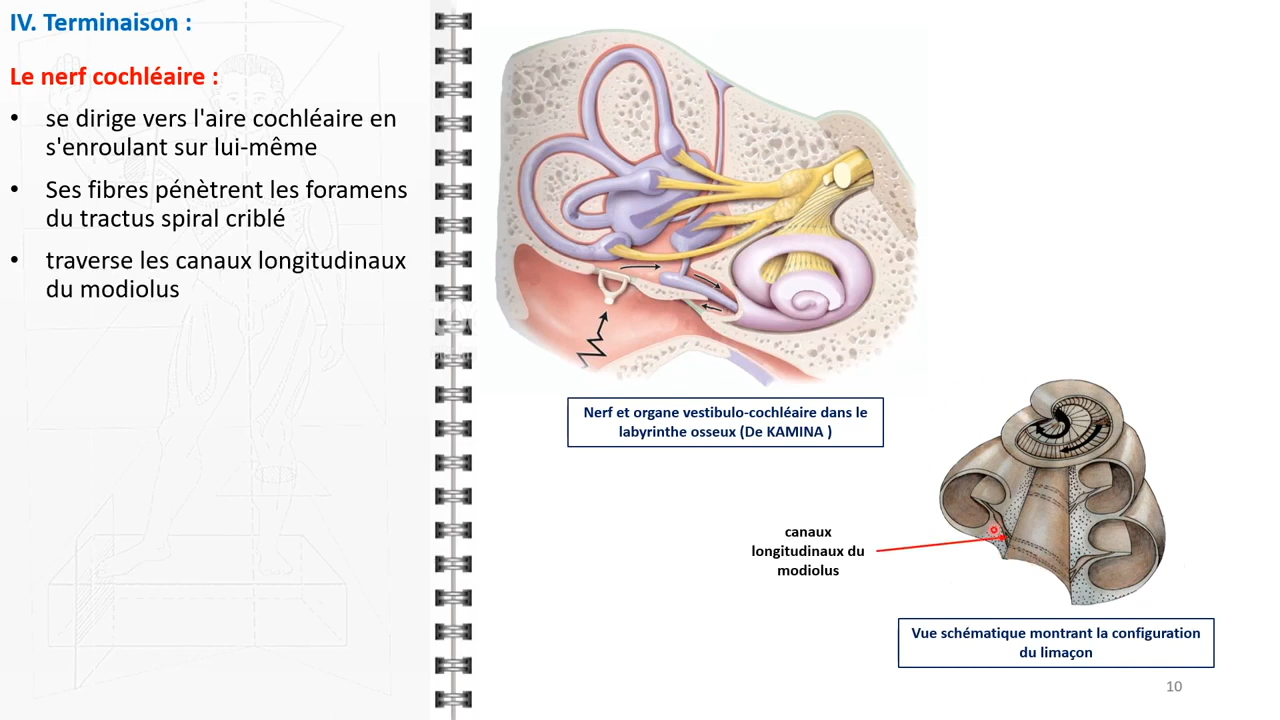 IV. Terminaison :
Le nerf cochléaire :
• se dirige vers l'aire cochléaire en
s'enroulant sur lui-même
• Ses fibres pénètrent les foramens
du tractus spiral criblé
• traverse les canaux longitudinaux
du modiolus
Nerf et organe vestibulo-cochléaire dans le
labyrinthe osseux (De KAMINA )
canaux
longitudinaux du
modiolus
Vue schématique montrant la configuration
du limaçon
10